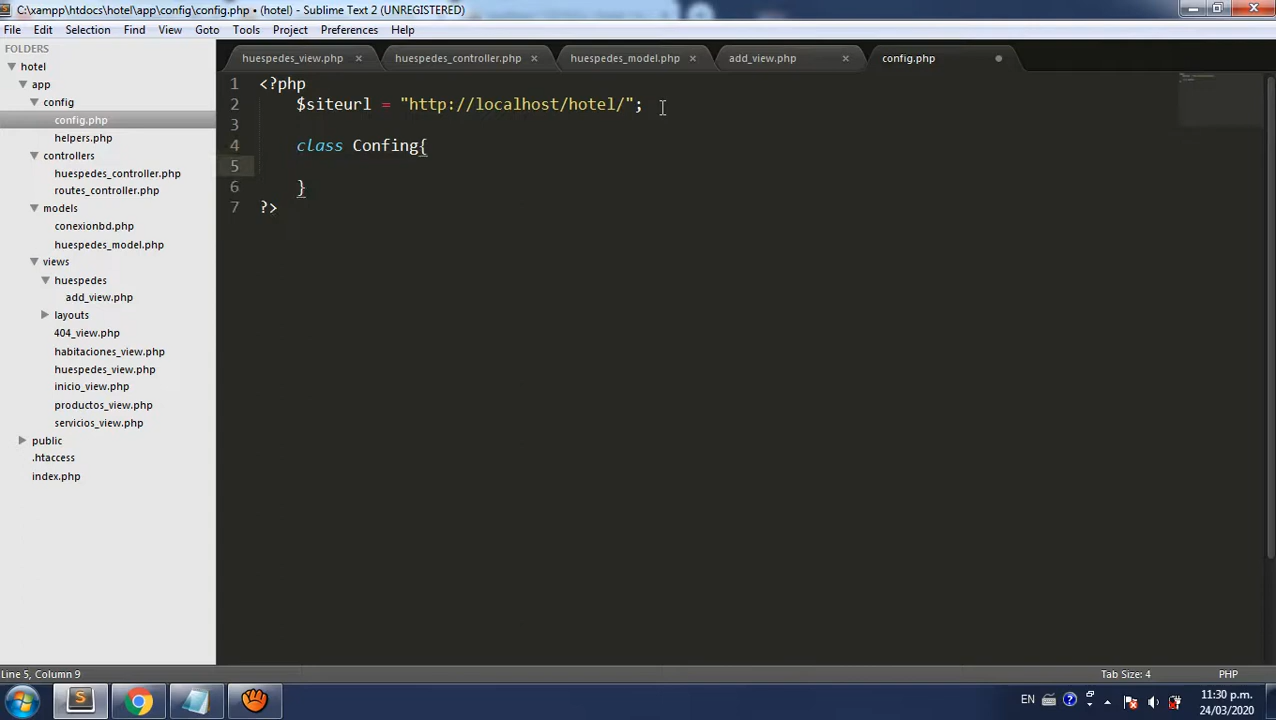 C:\xampp\htdocs\hotel\app\config\config.php • (hotel) - Sublime Text 2 (UNREGISTERED)
File Edit Selection Find View Goto Tools Project Preferences Help
FOLDERS
hotel
app
config
config.php
helpers.php
controllers
huespedes_controller.php
routes_controller.php
models
conexionbd.php
huespedes_model.php
views
huespedes
add_view.php
layouts
404_view.php
habitaciones_view.php
huespedes_view.php
inicio_view.php
productos_view.php
servicios_view.php
public
.htaccess
index.php
huespedes_view.php × huespedes_controller.php × huespedes_model.php × add_view.php × config.php
1 <?php
2 $siteurl = "http://localhost/hotel/";
3
4 class Confing{
5
6 }
7 ?>
Line 5, Column 9 Tab Size: 4 PHP
EN 11:30 p.m.
24/03/2020